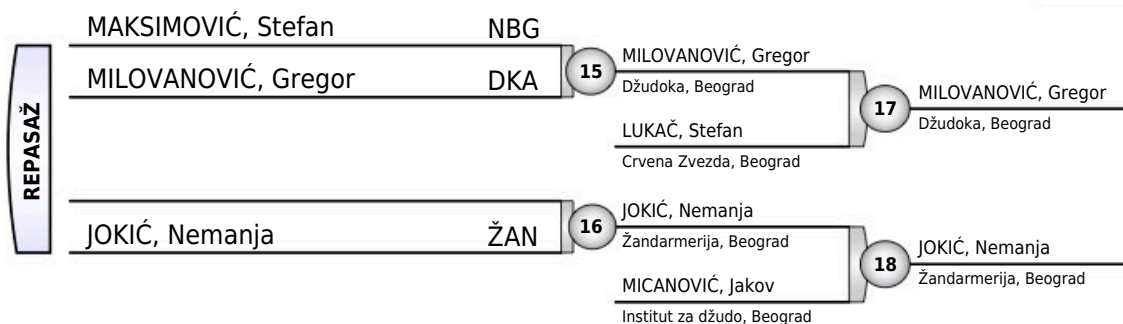 REPASAŽ
MAKSIMOVIĆ, Stefan NBG
MILOVANOVIĆ, Gregor DKA
15
MILOVANOVIĆ, Gregor
Džudoka, Beograd
LUKAČ, Stefan
Crvena Zvezda, Beograd
17
MILOVANOVIĆ, Gregor
Džudoka, Beograd
JOKIĆ, Nemanja ŽAN
16
JOKIĆ, Nemanja
Žandarmerija, Beograd
MICANOVIĆ, Jakov
Institut za džudo, Beograd
18
JOKIĆ, Nemanja
Žandarmerija, Beograd